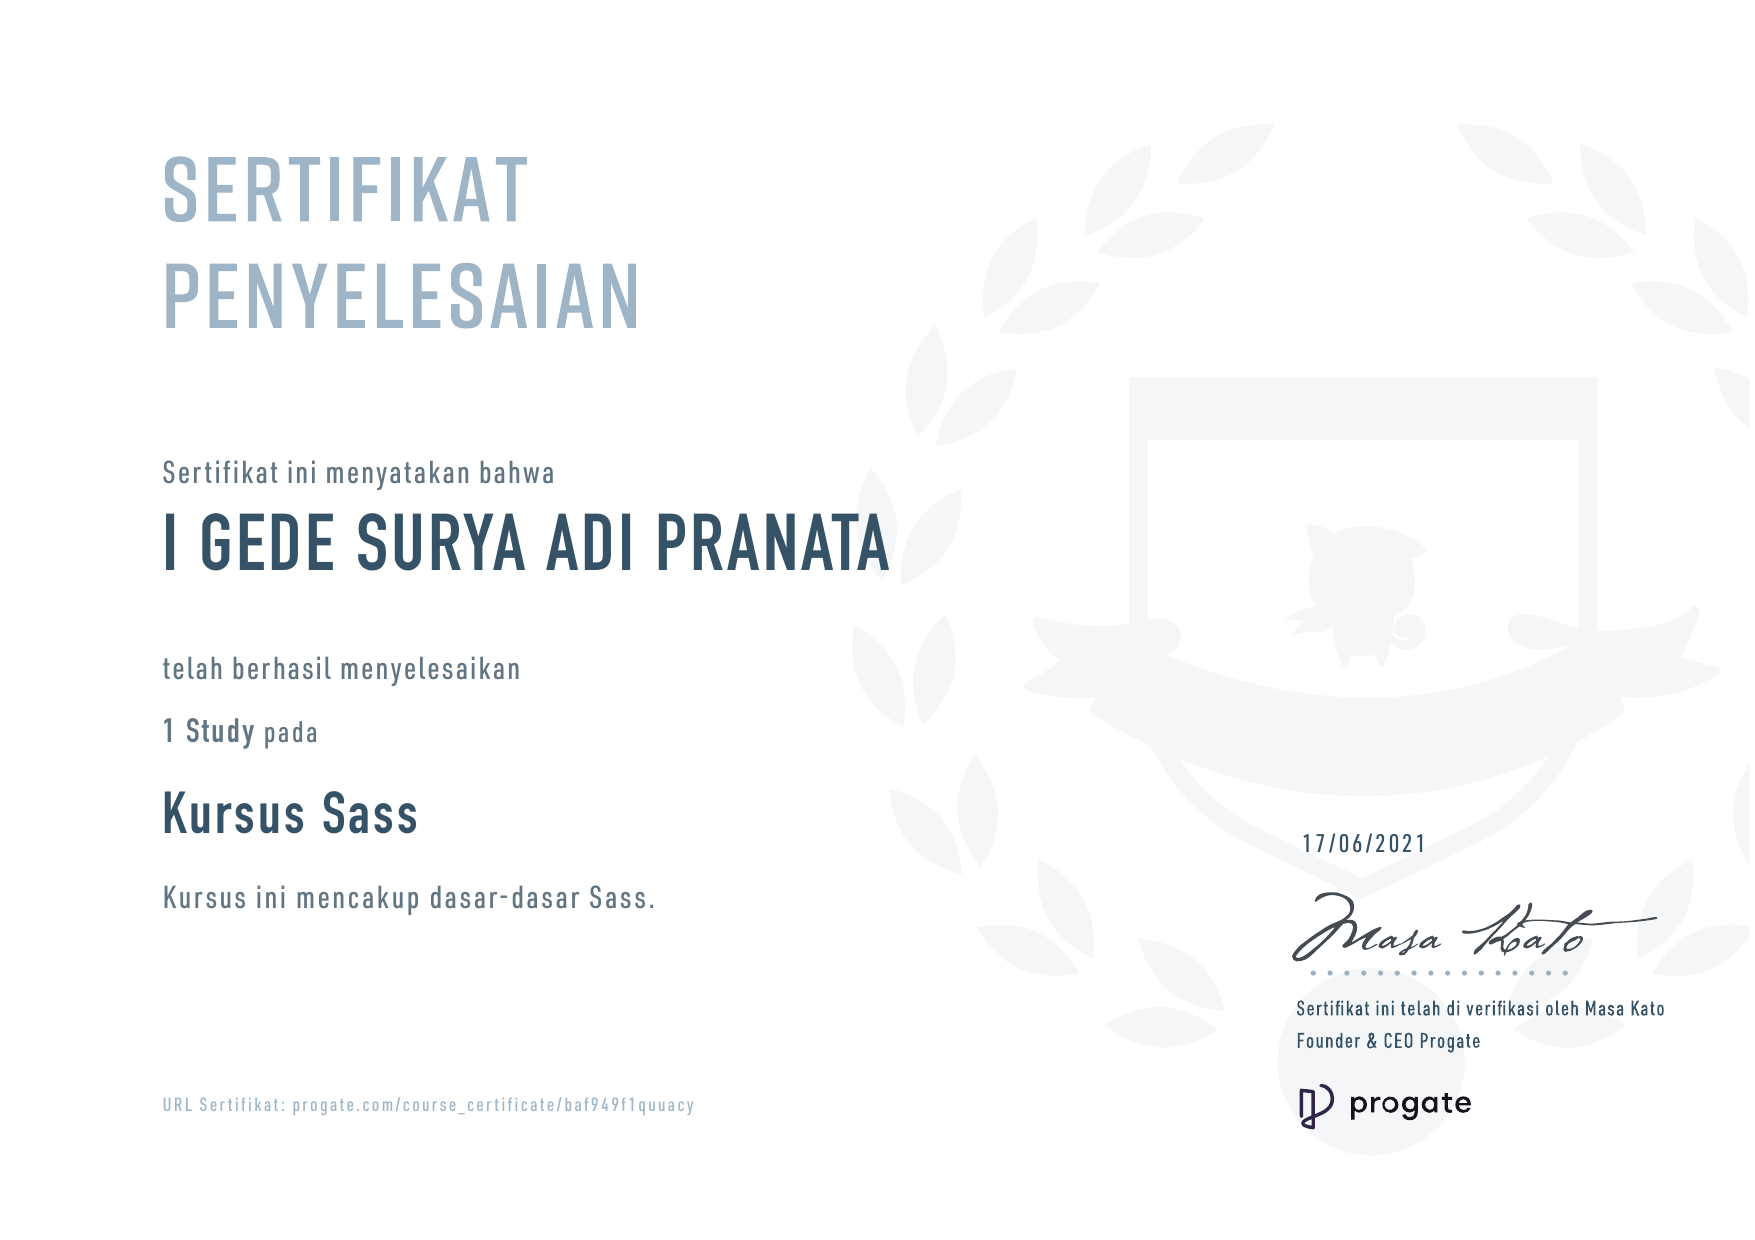 SERTIFIKAT
PENYELESAIAN
Sertifikat ini menyatakan bahwa
I GEDE SURYA ADI PRANATA
telah berhasil menyelesaikan
1 Study pada
Kursus Sass
Kursus ini mencakup dasar-dasar Sass.
17/06/2021
Masa Kato
Sertifikat ini telah di verifikasi oleh Masa Kato
Founder & CEO Progate
URL Sertifikat: progate.com/course_certificate/baf949f1quuacy
progate